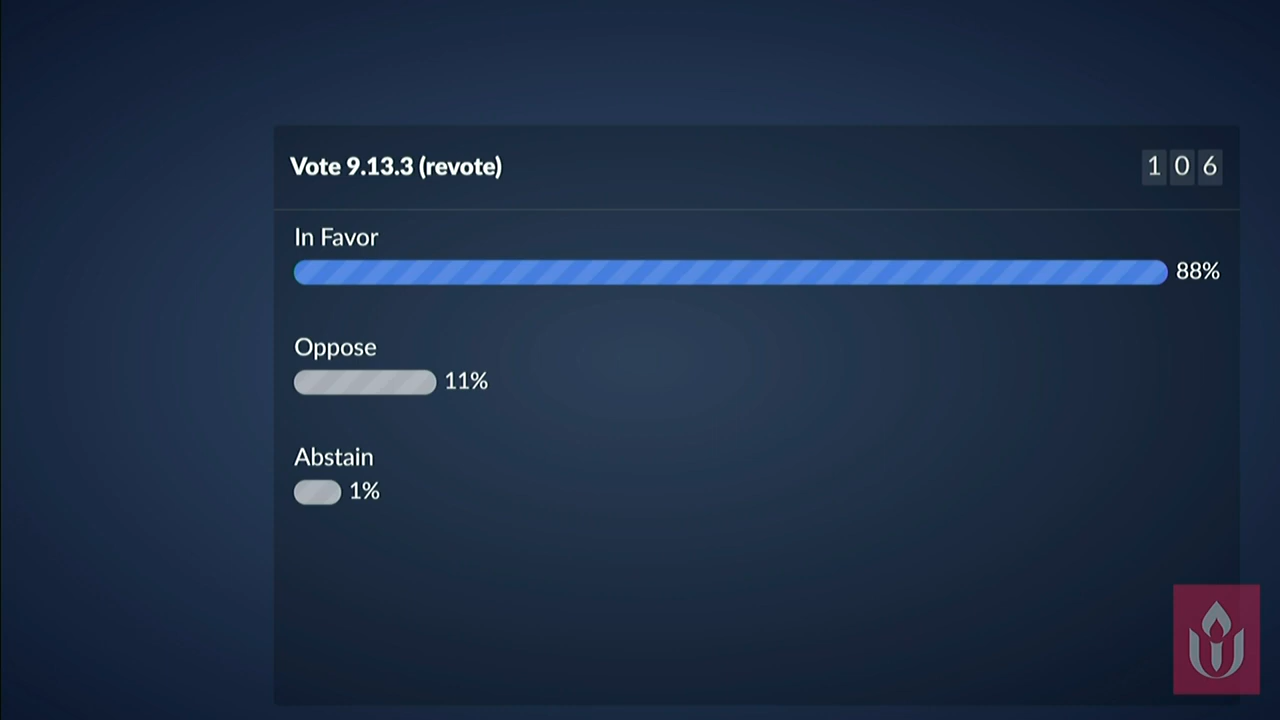 Vote 9.13.3 (revote) 106
In Favor
88%
Oppose
11%
Abstain
1%